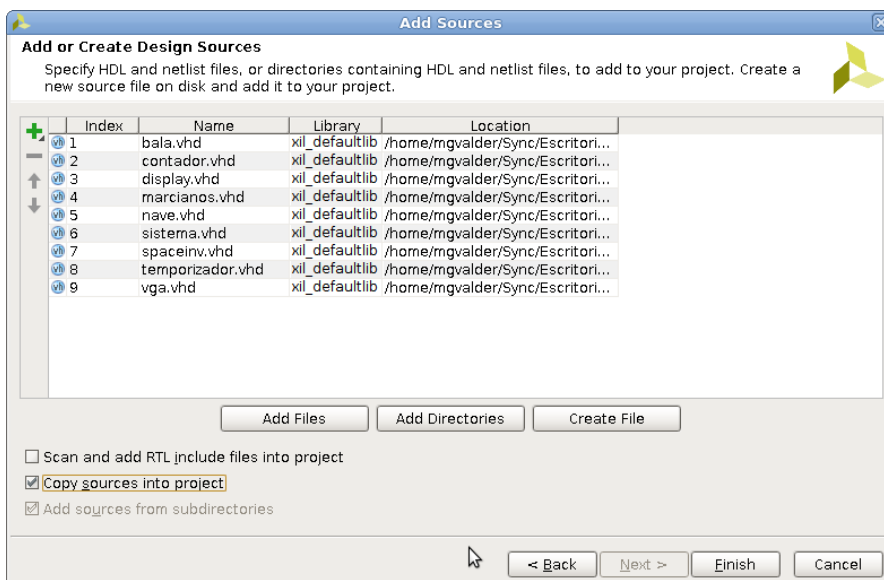 Add Sources
Add or Create Design Sources
Specify HDL and netlist files, or directories containing HDL and netlist files, to add to your project. Create a
new source file on disk and add it to your project.
Index Name Library Location
1 bala.vhd xil_defaultlib /home/mgvalder/Sync/Escritori...
2 contador.vhd xil_defaultlib /home/mgvalder/Sync/Escritori...
3 display.vhd xil_defaultlib /home/mgvalder/Sync/Escritori...
4 marcianos.vhd xil_defaultlib /home/mgvalder/Sync/Escritori...
5 nave.vhd xil_defaultlib /home/mgvalder/Sync/Escritori...
6 sistema.vhd xil_defaultlib /home/mgvalder/Sync/Escritori...
7 spaceinv.vhd xil_defaultlib /home/mgvalder/Sync/Escritori...
8 temporizador.vhd xil_defaultlib /home/mgvalder/Sync/Escritori...
9 vga.vhd xil_defaultlib /home/mgvalder/Sync/Escritori...
Add Files Add Directories Create File
Scan and add RTL include files into project
Copy sources into project
Add sources from subdirectories
< Back Next > Finish Cancel